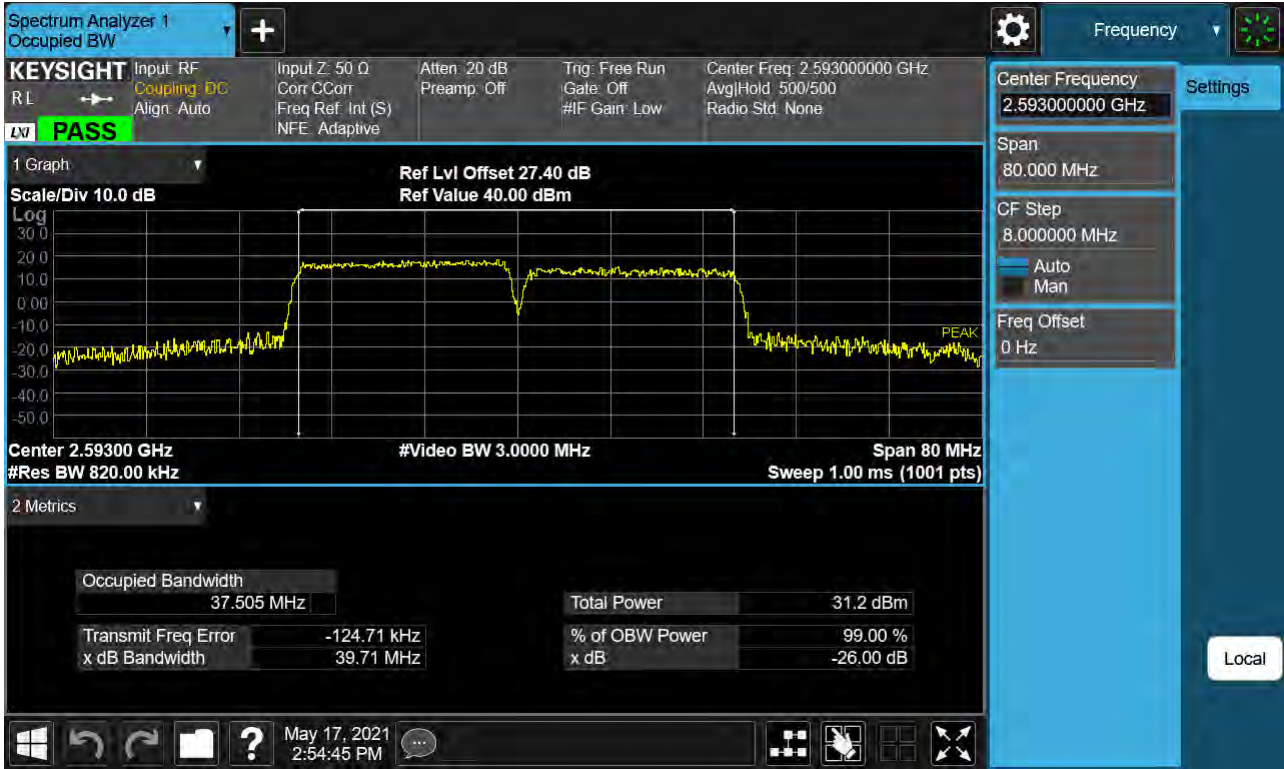 Spectrum Analyzer 1
Occupied BW
Frequency
KEYSIGHT
R L
LXI PASS
Input: RF
Coupling: DC
Align: Auto
Input Z: 50 Ω
Corr CCorr
Freq Ref: Int (S)
NFE: Adaptive
Atten: 20 dB
Preamp: Off
Trig: Free Run
Gate: Off
#IF Gain: Low
Center Freq: 2.593000000 GHz
Avg|Hold: 500/500
Radio Std: None
1 Graph
Scale/Div 10.0 dB
Ref Lvl Offset 27.40 dB
Ref Value 40.00 dBm
Log
30.0
20.0
10.0
0.00
-10.0
-20.0
-30.0
-40.0
-50.0
PEAK
Center 2.59300 GHz
#Video BW 3.0000 MHz
Span 80 MHz
#Res BW 820.00 kHz
Sweep 1.00 ms (1001 pts)
2 Metrics
Occupied Bandwidth
37.505 MHz
Total Power 31.2 dBm
Transmit Freq Error -124.71 kHz
% of OBW Power 99.00 %
x dB Bandwidth 39.71 MHz
x dB -26.00 dB
Center Frequency
2.593000000 GHz
Settings
Span
80.000 MHz
CF Step
8.000000 MHz
Auto
Man
Freq Offset
0 Hz
Local
?
May 17, 2021
2:54:45 PM